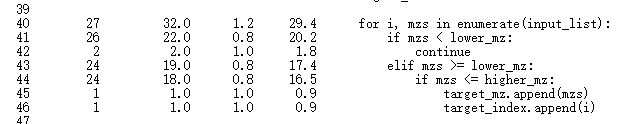 39
40 27 32.0 1.2 29.4 for i, mzs in enumerate(input_list):
41 26 22.0 0.8 20.2 if mzs < lower_mz:
42 2 2.0 1.0 1.8 continue
43 24 19.0 0.8 17.4 elif mzs >= lower_mz:
44 24 18.0 0.8 16.5 if mzs <= higher_mz:
45 1 1.0 1.0 0.9 target_mz.append(mzs)
46 1 1.0 1.0 0.9 target_index.append(i)
47